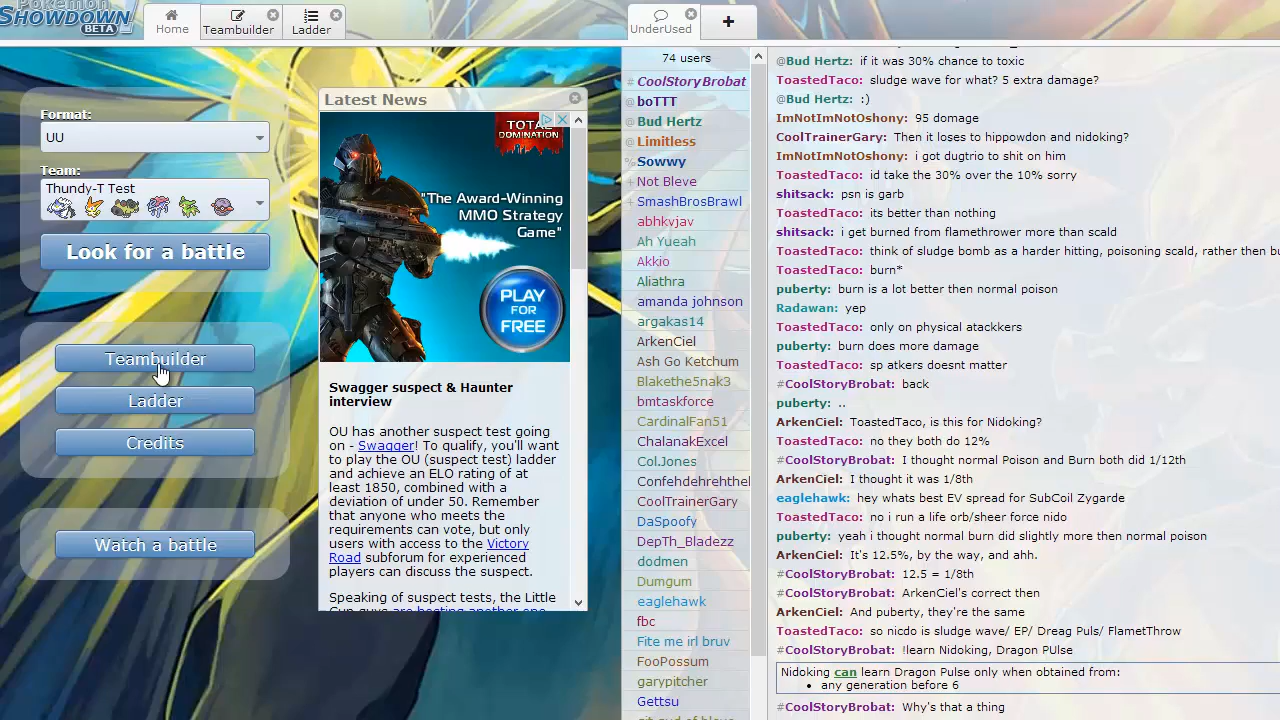 Pokémon
SHOWDOWN
BETA
Home
Teambuilder
Ladder
UnderUsed
+
Format:
UU
Team:
Thundy-T Test
Look for a battle
Teambuilder
Ladder
Credits
Watch a battle
Latest News
TOTAL
DOMINATION
"The Award-Winning
MMO Strategy
Game"
PLAY
FOR
FREE
Swagger suspect & Haunter
interview
OU has another suspect test going
on - Swagger! To qualify, you'll want
to play the OU (suspect test) ladder
and achieve an ELO rating of at
least 1850, combined with a
deviation of under 50. Remember
that anyone who meets the
requirements can vote, but only
users with access to the Victory
Road subforum for experienced
players can discuss the suspect.
Speaking of suspect tests, the Little
Cup guys are hosting another one
74 users
# CoolStoryBrobat
@ boTTT
@ Bud Hertz
@ Limitless
% Sowwy
+ Not Bleve
+ SmashBrosBrawl
abhkvjav
Ah Yueah
Akkio
Aliathra
amanda johnson
argakas14
ArkenCiel
Ash Go Ketchum
Blakethe5nak3
bmtaskforce
CardinalFan51
ChalanakExcel
Col.Jones
Confehdrehthel
CoolTrainerGary
DaSpoofy
DepTh_Bladezz
dodmen
Dumgum
eaglehawk
fbc
Fite me irl bruv
FooPossum
garypitcher
Gettsu
@Bud Hertz: if it was 30% chance to toxic
ToastedTaco: sludge wave for what? 5 extra damage?
@Bud Hertz: :)
ImNotImNotOshony: 95 domage
CoolTrainerGary: Then it loses to hippowdon and nidoking?
ImNotImNotOshony: i got dugtrio to shit on him
ToastedTaco: id take the 30% over the 10% sorry
shitsack: psn is garb
ToastedTaco: its better than nothing
shitsack: i get burned from flamethrower more than scald
ToastedTaco: think of sludge bomb as a harder hitting, poisoning scald, rather then bu
ToastedTaco: burn*
puberty: burn is a lot better then normal poison
Radawan: yep
ToastedTaco: only on physical atackkers
puberty: burn does more damage
ToastedTaco: sp atkers doesnt matter
#CoolStoryBrobat: back
puberty: ..
ArkenCiel: ToastedTaco, is this for Nidoking?
ToastedTaco: no they both do 12%
#CoolStoryBrobat: I thought normal Poison and Burn both did 1/12th
ArkenCiel: I thought it was 1/8th
eaglehawk: hey whats best EV spread for SubCoil Zygarde
ToastedTaco: no i run a life orb/sheer force nido
puberty: yeah i thought normal burn did slightly more then normal poison
ArkenCiel: It's 12.5%, by the way, and ahh.
#CoolStoryBrobat: 12.5 = 1/8th
#CoolStoryBrobat: ArkenCiel's correct then
ArkenCiel: And puberty, they're the same
ToastedTaco: so nicdo is sludge wave/ EP/ Dreag Puls/ FlametThrow
#CoolStoryBrobat: !learn Nidoking, Dragon PUlse
Nidoking can learn Dragon Pulse only when obtained from:
• any generation before 6
#CoolStoryBrobat: Why's that a thing